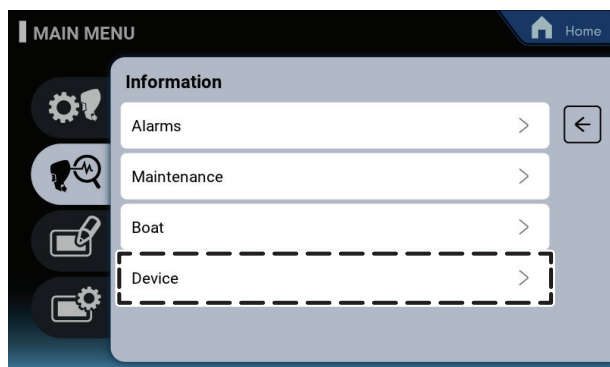 MAIN MENU
Home
Information
Alarms
Maintenance
Boat
Device